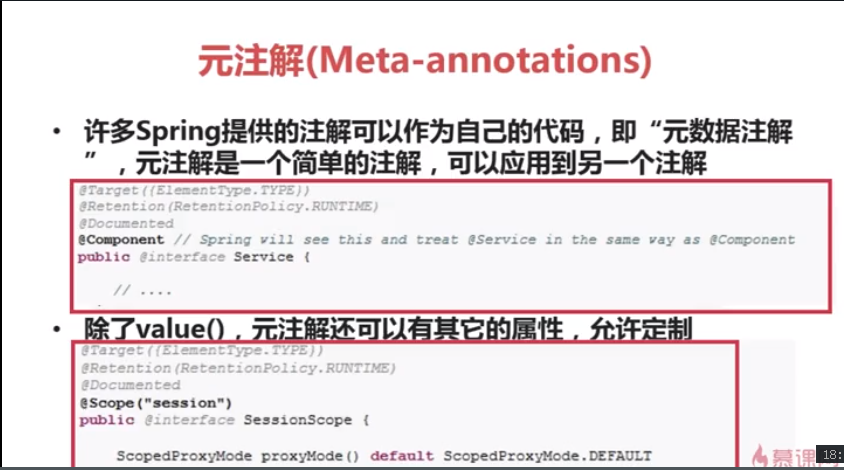 元注解(Meta-annotations)
• 许多Spring提供的注解可以作为自己的代码，即“元数据注解
”，元注解是一个简单的注解，可以应用到另一个注解
@Target({ElementType.TYPE})
@Retention(RetentionPolicy.RUNTIME)
@Documented
@Component // Spring will see this and treat @Service in the same way as @Component
public @interface Service {
// ....
• 除了value()，元注解还可以有其它的属性，允许定制
@Target({ElementType.TYPE})
@Retention(RetentionPolicy.RUNTIME)
@Documented
@Scope("session")
public @interface SessionScope {
ScopedProxyMode proxyMode() default ScopedProxyMode.DEFAULT
慕课
18: